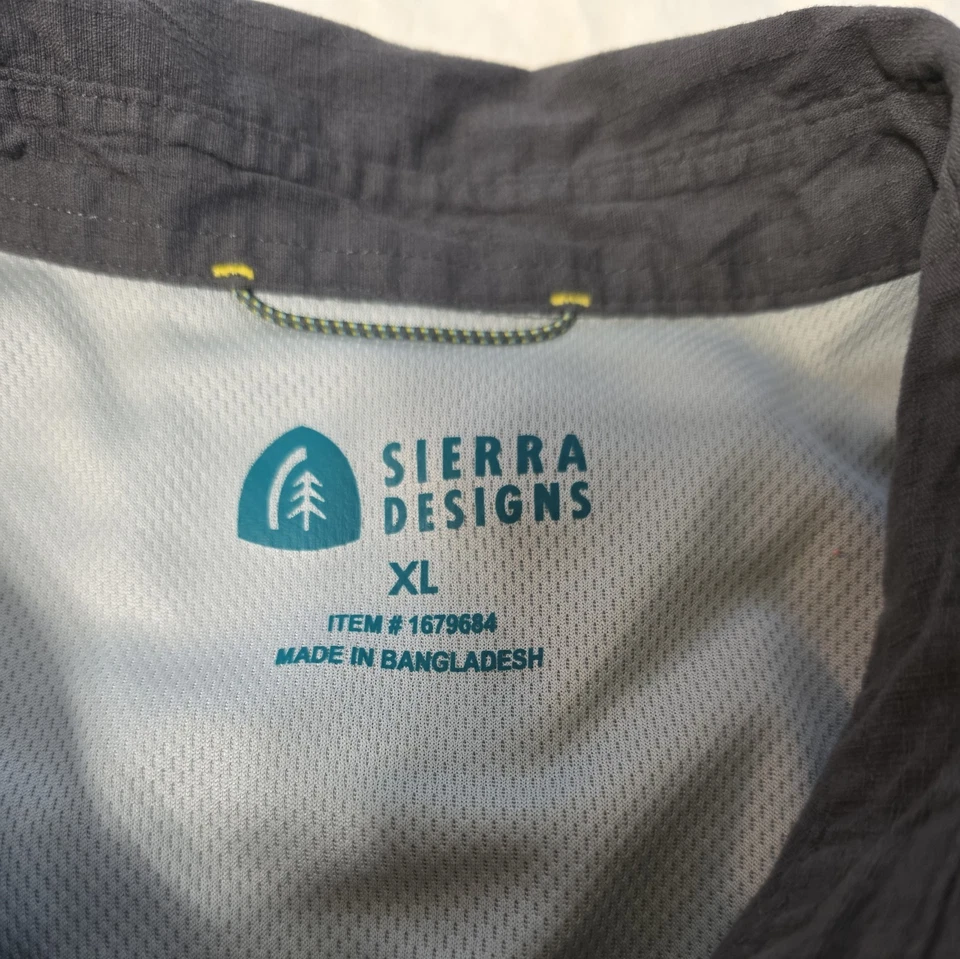 SIERRA
DESIGNS
XL
ITEM # 1679684
MADE IN BANGLADESH